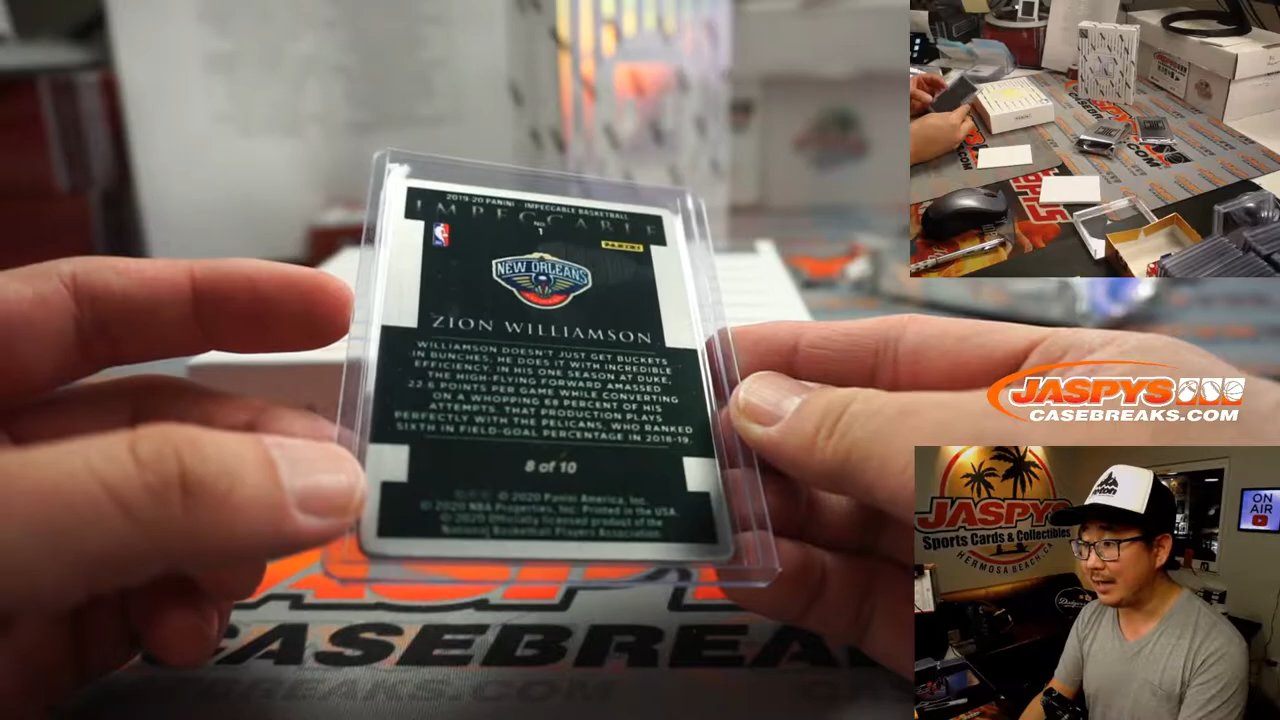 2019-20 PANINI - IMPECCABLE BASKETBALL
IMPECCABLE
NO.
1
PANINI
NEW ORLEANS
ZION WILLIAMSON
WILLIAMSON DOESN'T JUST GET BUCKETS
IN BUNCHES, HE DOES IT WITH INCREDIBLE
EFFICIENCY. IN HIS ONE SEASON AT DUKE,
THE HIGH-FLYING FORWARD AMASSED
22.6 POINTS PER GAME WHILE CONVERTING
ON A WHOPPING 68 PERCENT OF HIS
ATTEMPTS. THAT PRODUCTION PLAYS
PERFECTLY WITH THE PELICANS, WHO RANKED
SIXTH IN FIELD-GOAL PERCENTAGE IN 2018-19.
8 of 10
© 2020 Panini America, Inc.
© 2020 NBA Properties, Inc. Printed in the USA.
© 2020 Officially licensed product of the
National Basketball Players Association.
CASEBREA
BREAKS.COM
JASPYS
CASEBREAKS.COM
JASPYS
Sports Cards & Collectibles
HERMOSA BEACH, CA
ON
AIR
Dodgers